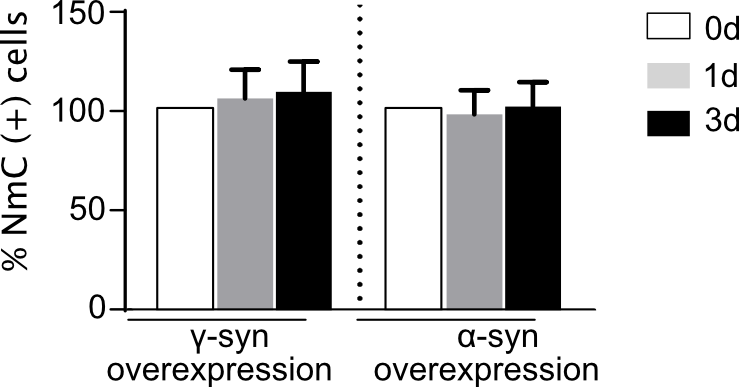 % NmC (+) cells
150
100
50
0
γ-syn
overexpression
α-syn
overexpression
0d
1d
3d